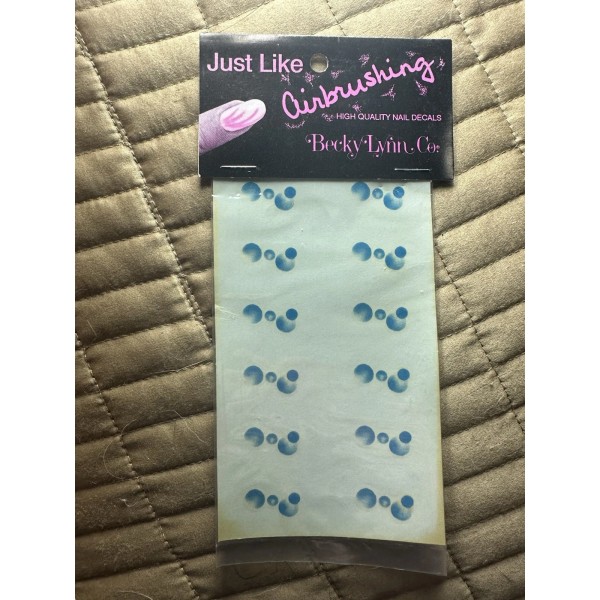 Just Like
Airbrushing
HIGH QUALITY NAIL DECALS
Becky Lynn Co.